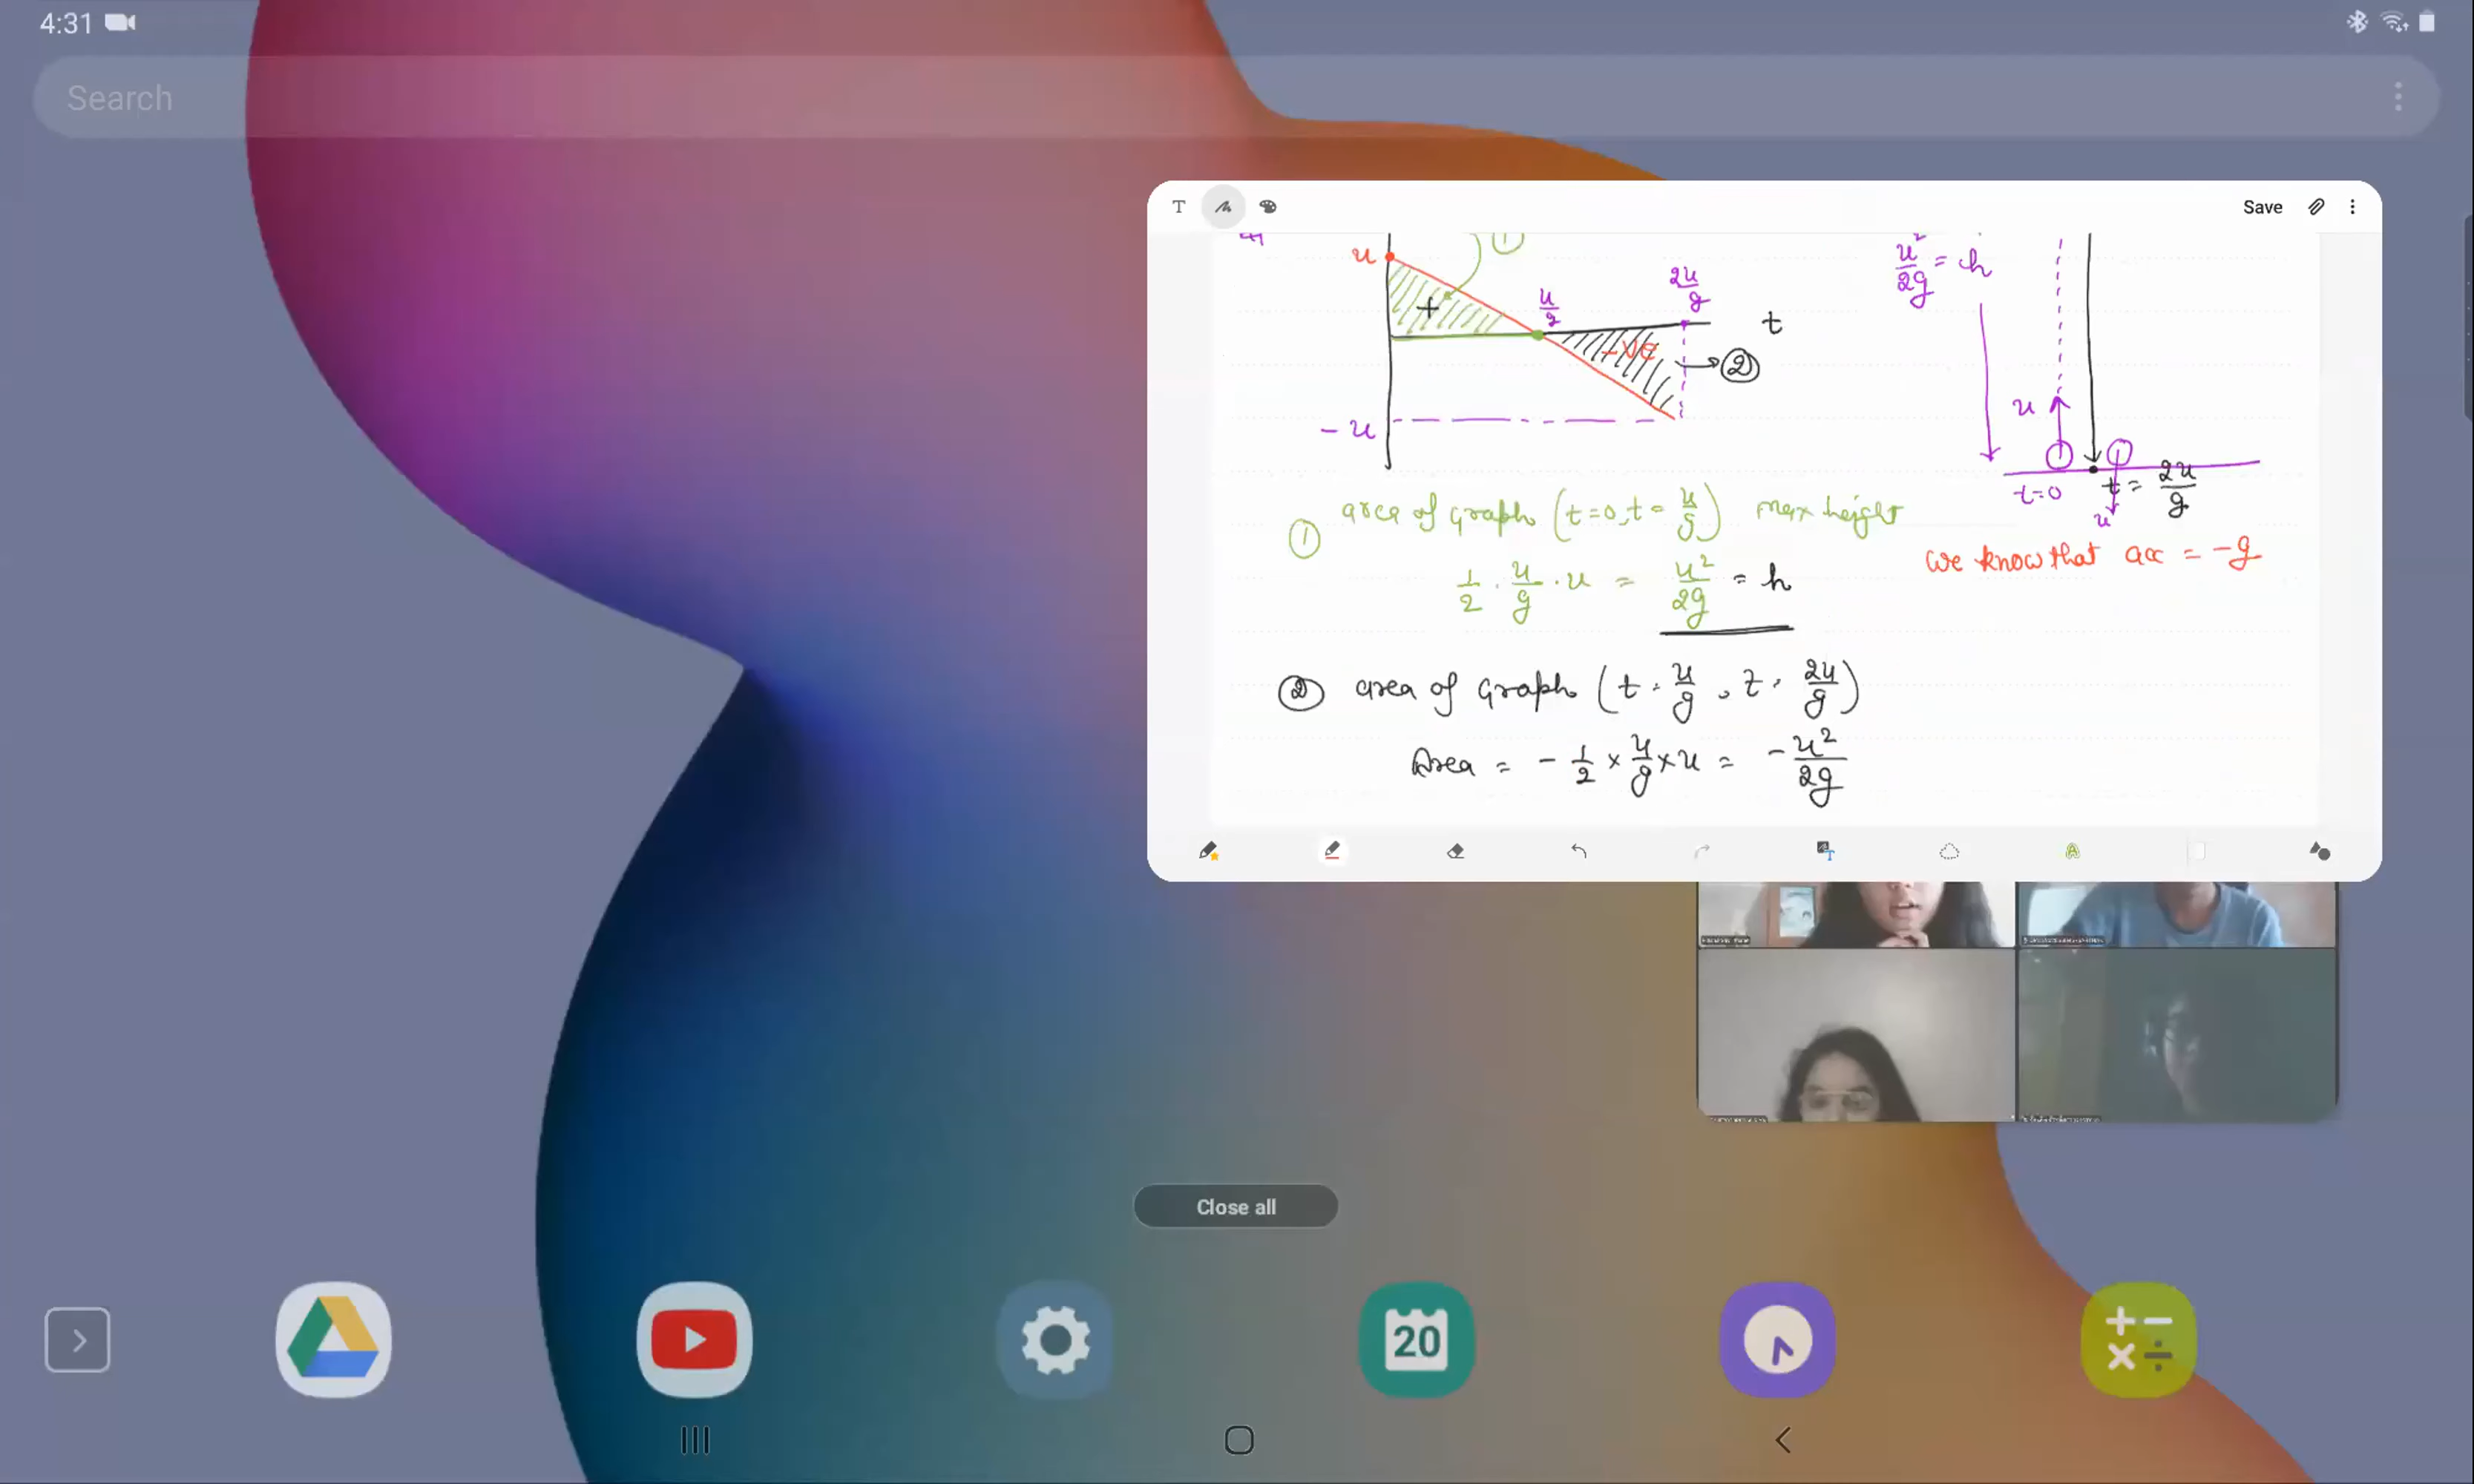 4:31
Search
T
Save
u
+
u/g
2u/g
t
-ve
②
- u
①
u²/2g = h
u
t=0
t = 2u/g
u
① area of graph (t=0, t = u/g) max height
1/2 · u/g · u = u²/2g = h
we know that acc = -g
② area of graph (t = u/g, t = 2u/g)
Area = - 1/2 × u/g × u = - u²/2g
Close all
20